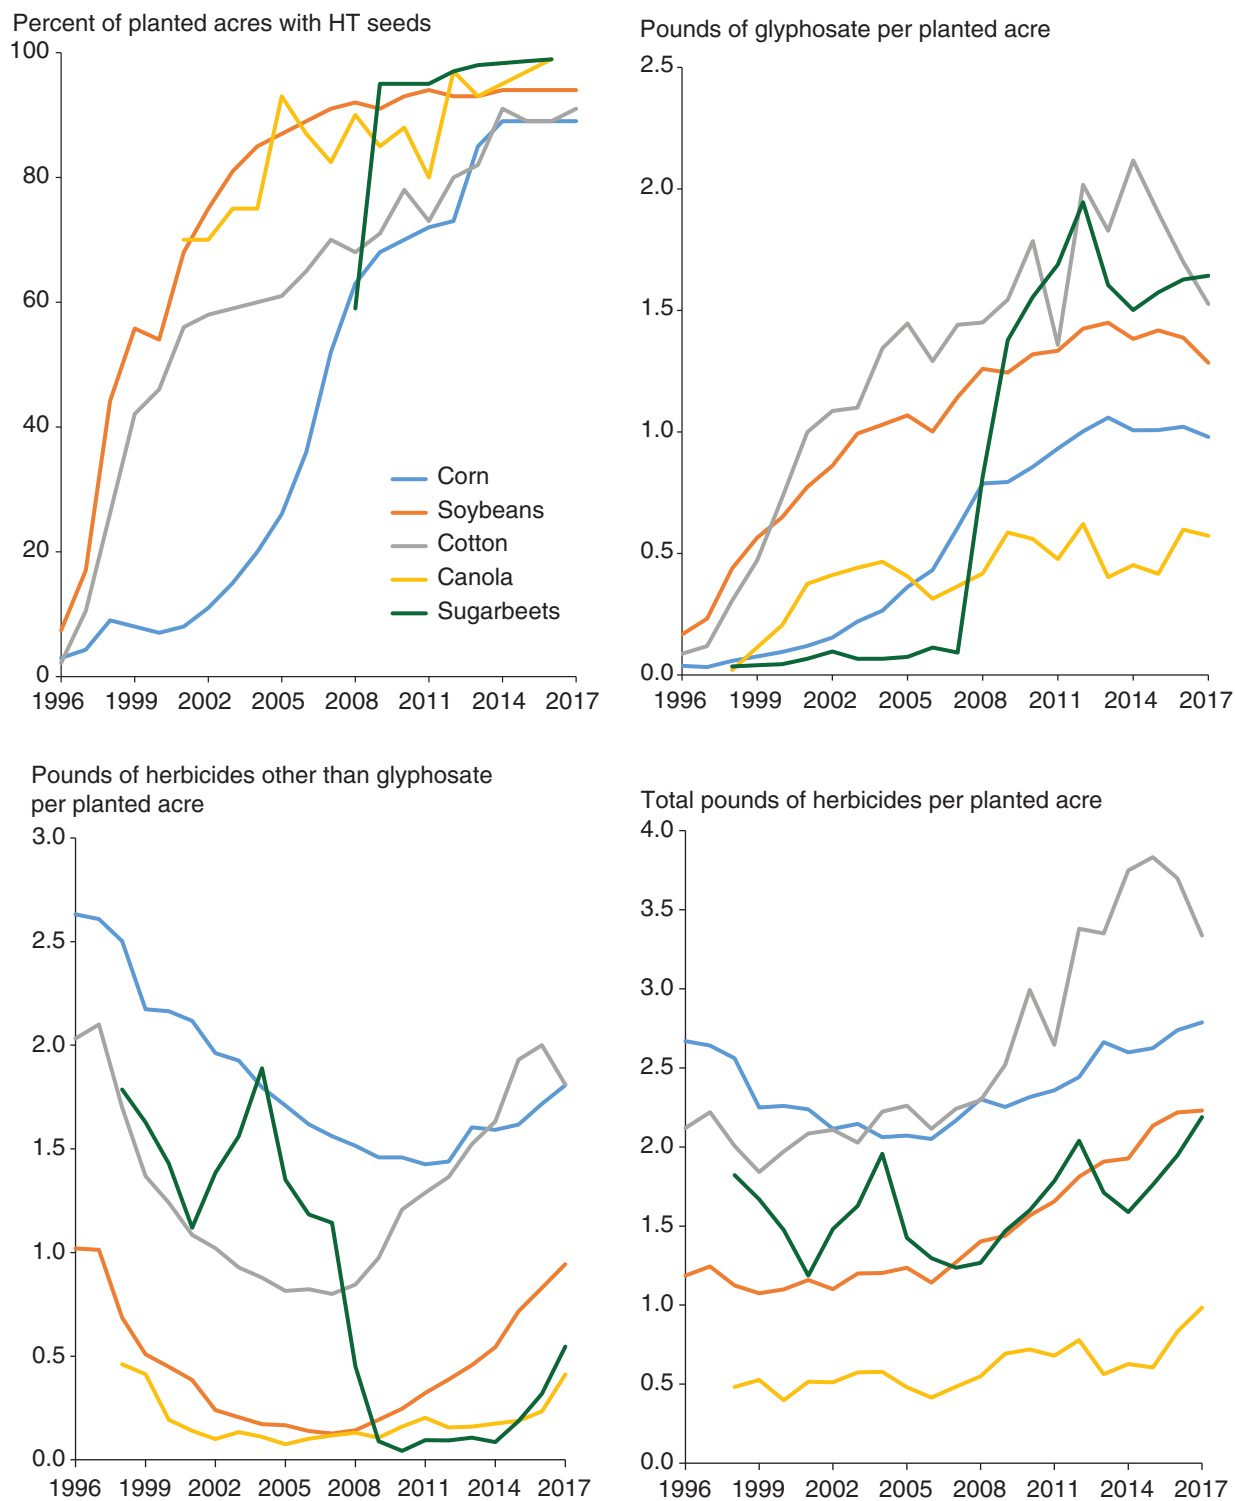 Percent of planted acres with HT seeds
100
80
60
40
20
0
1996 1999 2002 2005 2008 2011 2014 2017
Corn
Soybeans
Cotton
Canola
Sugarbeets
Pounds of glyphosate per planted acre
2.5
2.0
1.5
1.0
0.5
0.0
1996 1999 2002 2005 2008 2011 2014 2017
Pounds of herbicides other than glyphosate
per planted acre
3.0
2.5
2.0
1.5
1.0
0.5
0.0
1996 1999 2002 2005 2008 2011 2014 2017
Total pounds of herbicides per planted acre
4.0
3.5
3.0
2.5
2.0
1.5
1.0
0.5
0.0
1996 1999 2002 2005 2008 2011 2014 2017